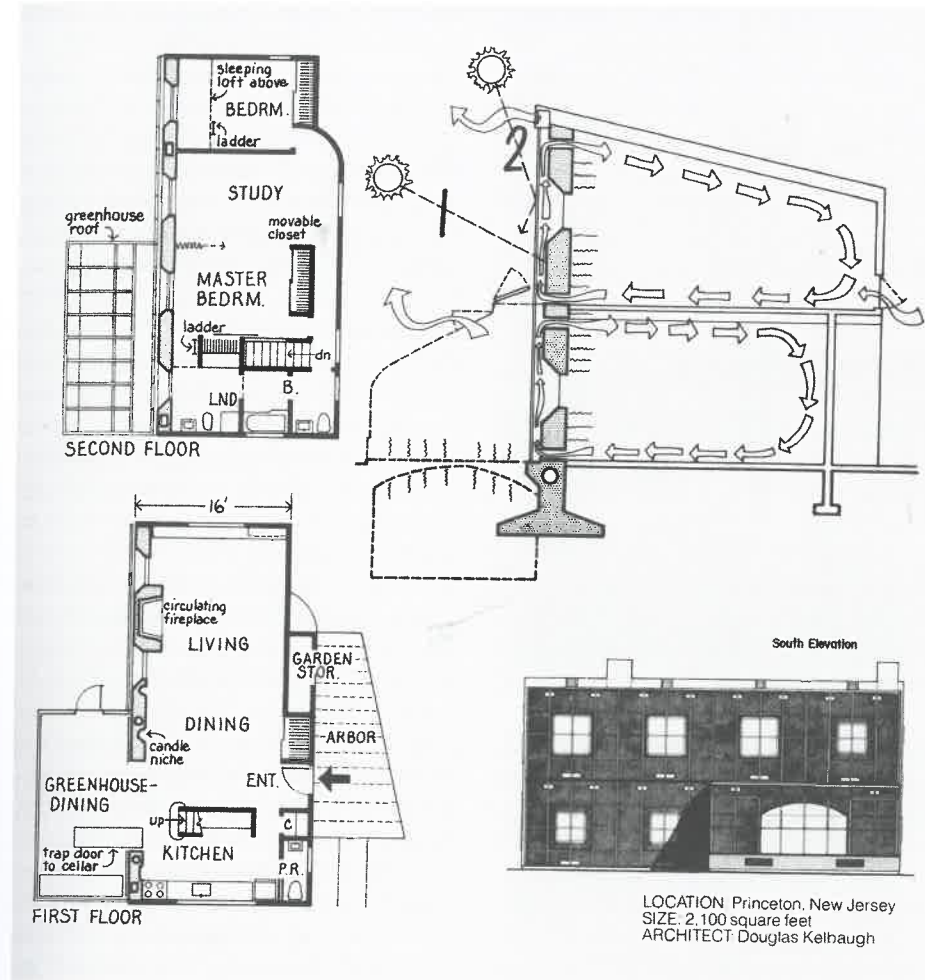 sleeping
loft above
BEDRM.
ladder
STUDY
greenhouse
roof
movable
closet
MASTER
BEDRM.
ladder
dn
B.
LND
SECOND FLOOR
2
1
16'
circulating
fireplace
LIVING
GARDEN
STOR.
DINING
ARBOR
candle
niche
ENT.
GREENHOUSE-
DINING
up
C
KITCHEN
trap door
to cellar
P.R.
FIRST FLOOR
South Elevation
LOCATION: Princeton, New Jersey
SIZE: 2,100 square feet
ARCHITECT: Douglas Kelbaugh